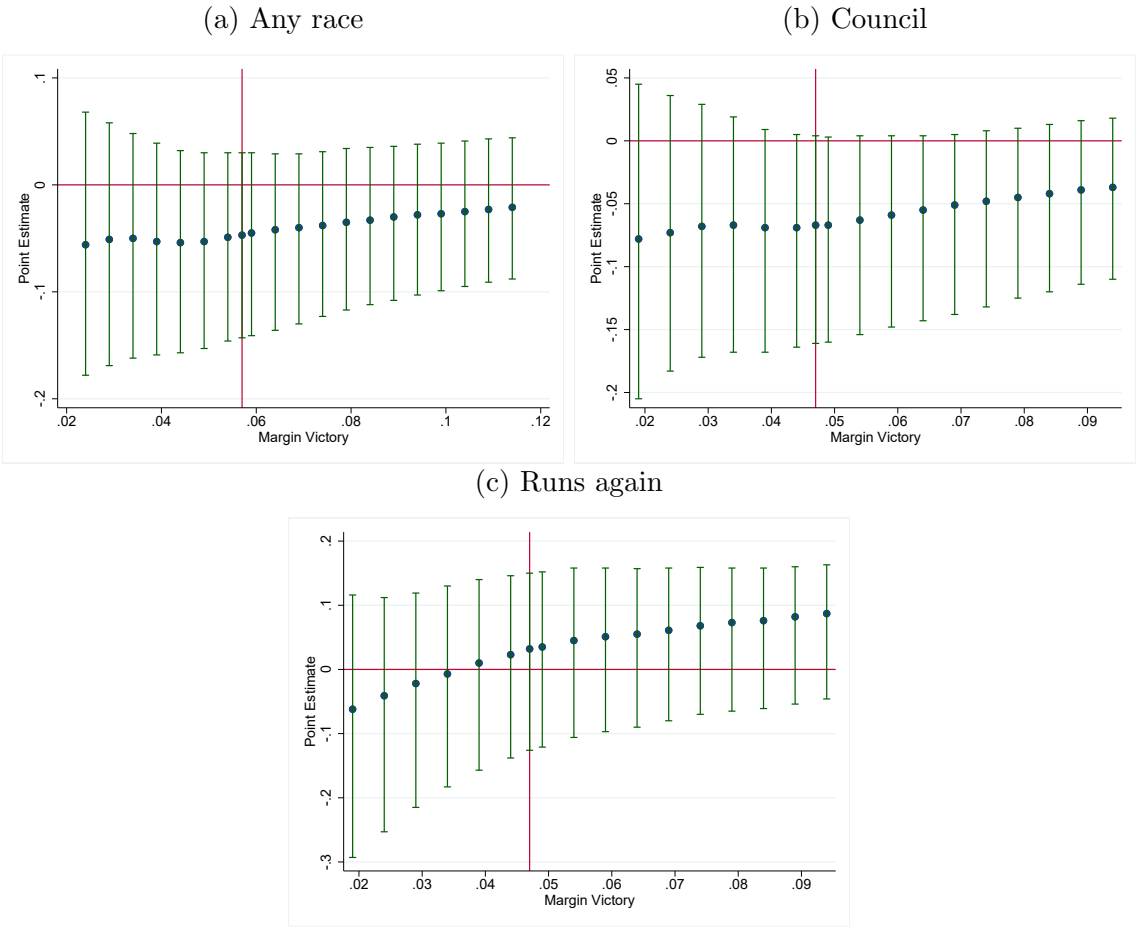 (a) Any race
(b) Council
.1
0
-.1
-.2
Point Estimate
.02 .04 .06 .08 .1 .12
Margin Victory
.05
0
-.05
-.1
-.15
-.2
Point Estimate
.02 .03 .04 .05 .06 .07 .08 .09
Margin Victory
(c) Runs again
.2
.1
0
-.1
-.2
-.3
Point Estimate
.02 .03 .04 .05 .06 .07 .08 .09
Margin Victory